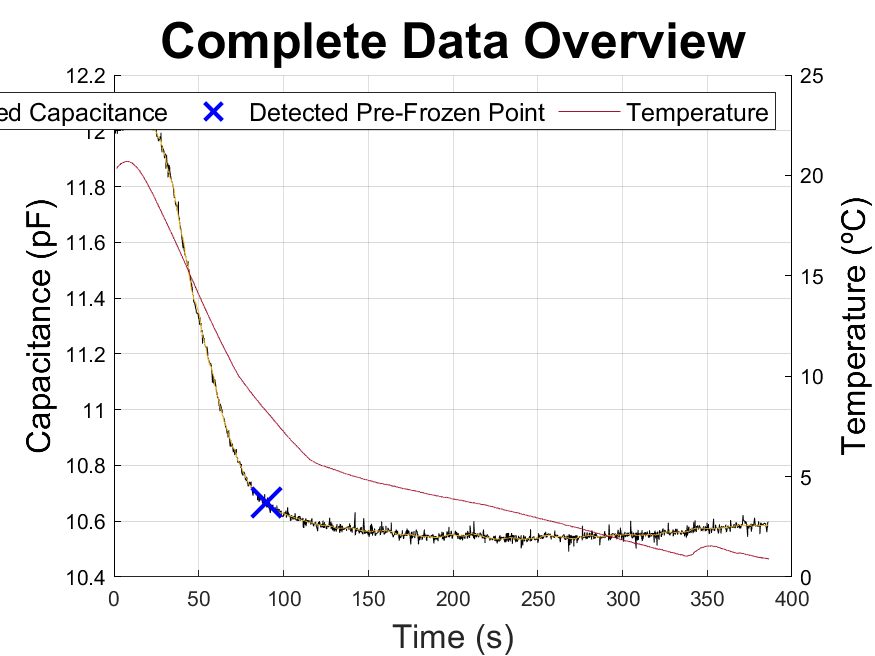 Complete Data Overview
ed Capacitance Detected Pre-Frozen Point Temperature
12.2
12
11.8
11.6
11.4
11.2
11
10.8
10.6
10.4
Capacitance (pF)
25
20
15
10
5
0
Temperature (ºC)
0 50 100 150 200 250 300 350 400
Time (s)